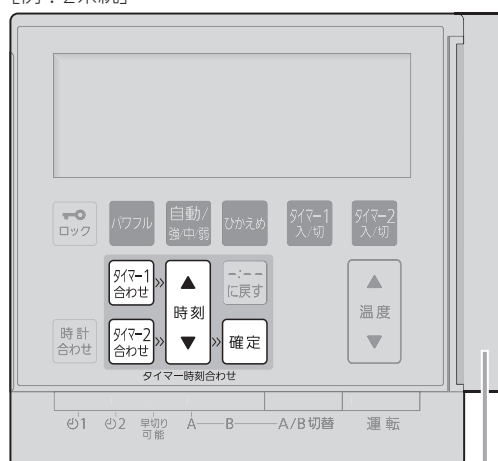 ロック
パワフル
自動/
強・中・弱
ひかえめ
タイマー1
入/切
タイマー2
入/切
タイマー1
合わせ
»
▲
時刻
▼
-:--
に戻す
▲
温度
▼
時計
合わせ
タイマー2
合わせ
»
»
確定
タイマー時刻合わせ
1
2
早切り
可能
A
B
A/B切替
運転